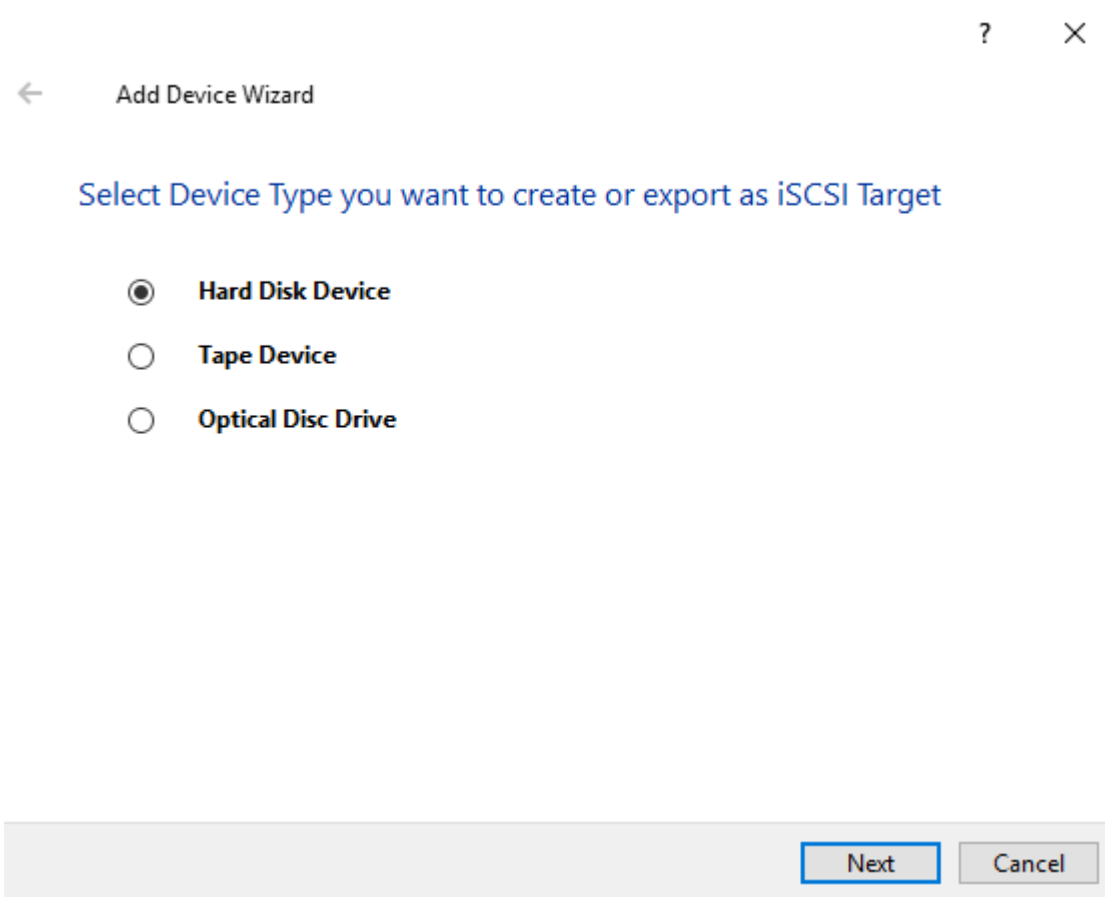 ?
Add Device Wizard
Select Device Type you want to create or export as iSCSI Target
Hard Disk Device
Tape Device
Optical Disc Drive
Next Cancel